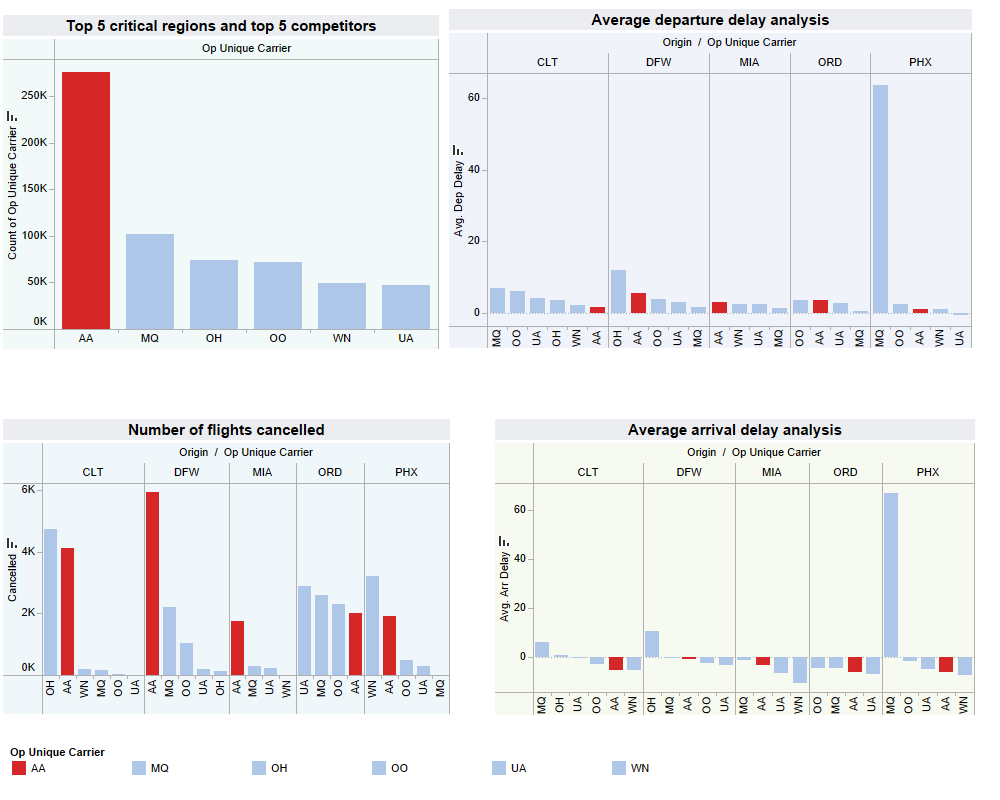 Top 5 critical regions and top 5 competitors
Op Unique Carrier
Count of Op Unique Carrier
250K
200K
150K
100K
50K
0K
AA MQ OH OO WN UA
Average departure delay analysis
Origin / Op Unique Carrier
CLT DFW MIA ORD PHX
Avg. Dep Delay
60
40
20
0
MQ OO UA OH WN AA OH AA OO UA MQ AA WN UA MQ OO AA UA MQ MQ OO AA WN UA
Number of flights cancelled
Origin / Op Unique Carrier
CLT DFW MIA ORD PHX
Cancelled
6K
4K
2K
0K
OH AA WN MQ OO UA AA MQ OO UA OH AA MQ UA WN UA MQ OO AA WN AA OO UA MQ
Average arrival delay analysis
Origin / Op Unique Carrier
CLT DFW MIA ORD PHX
Avg. Arr Delay
60
40
20
0
MQ OH UA OO AA WN OH MQ AA OO UA MQ AA UA WN OO MQ AA UA MQ OO UA AA WN
Op Unique Carrier
AA MQ OH OO UA WN